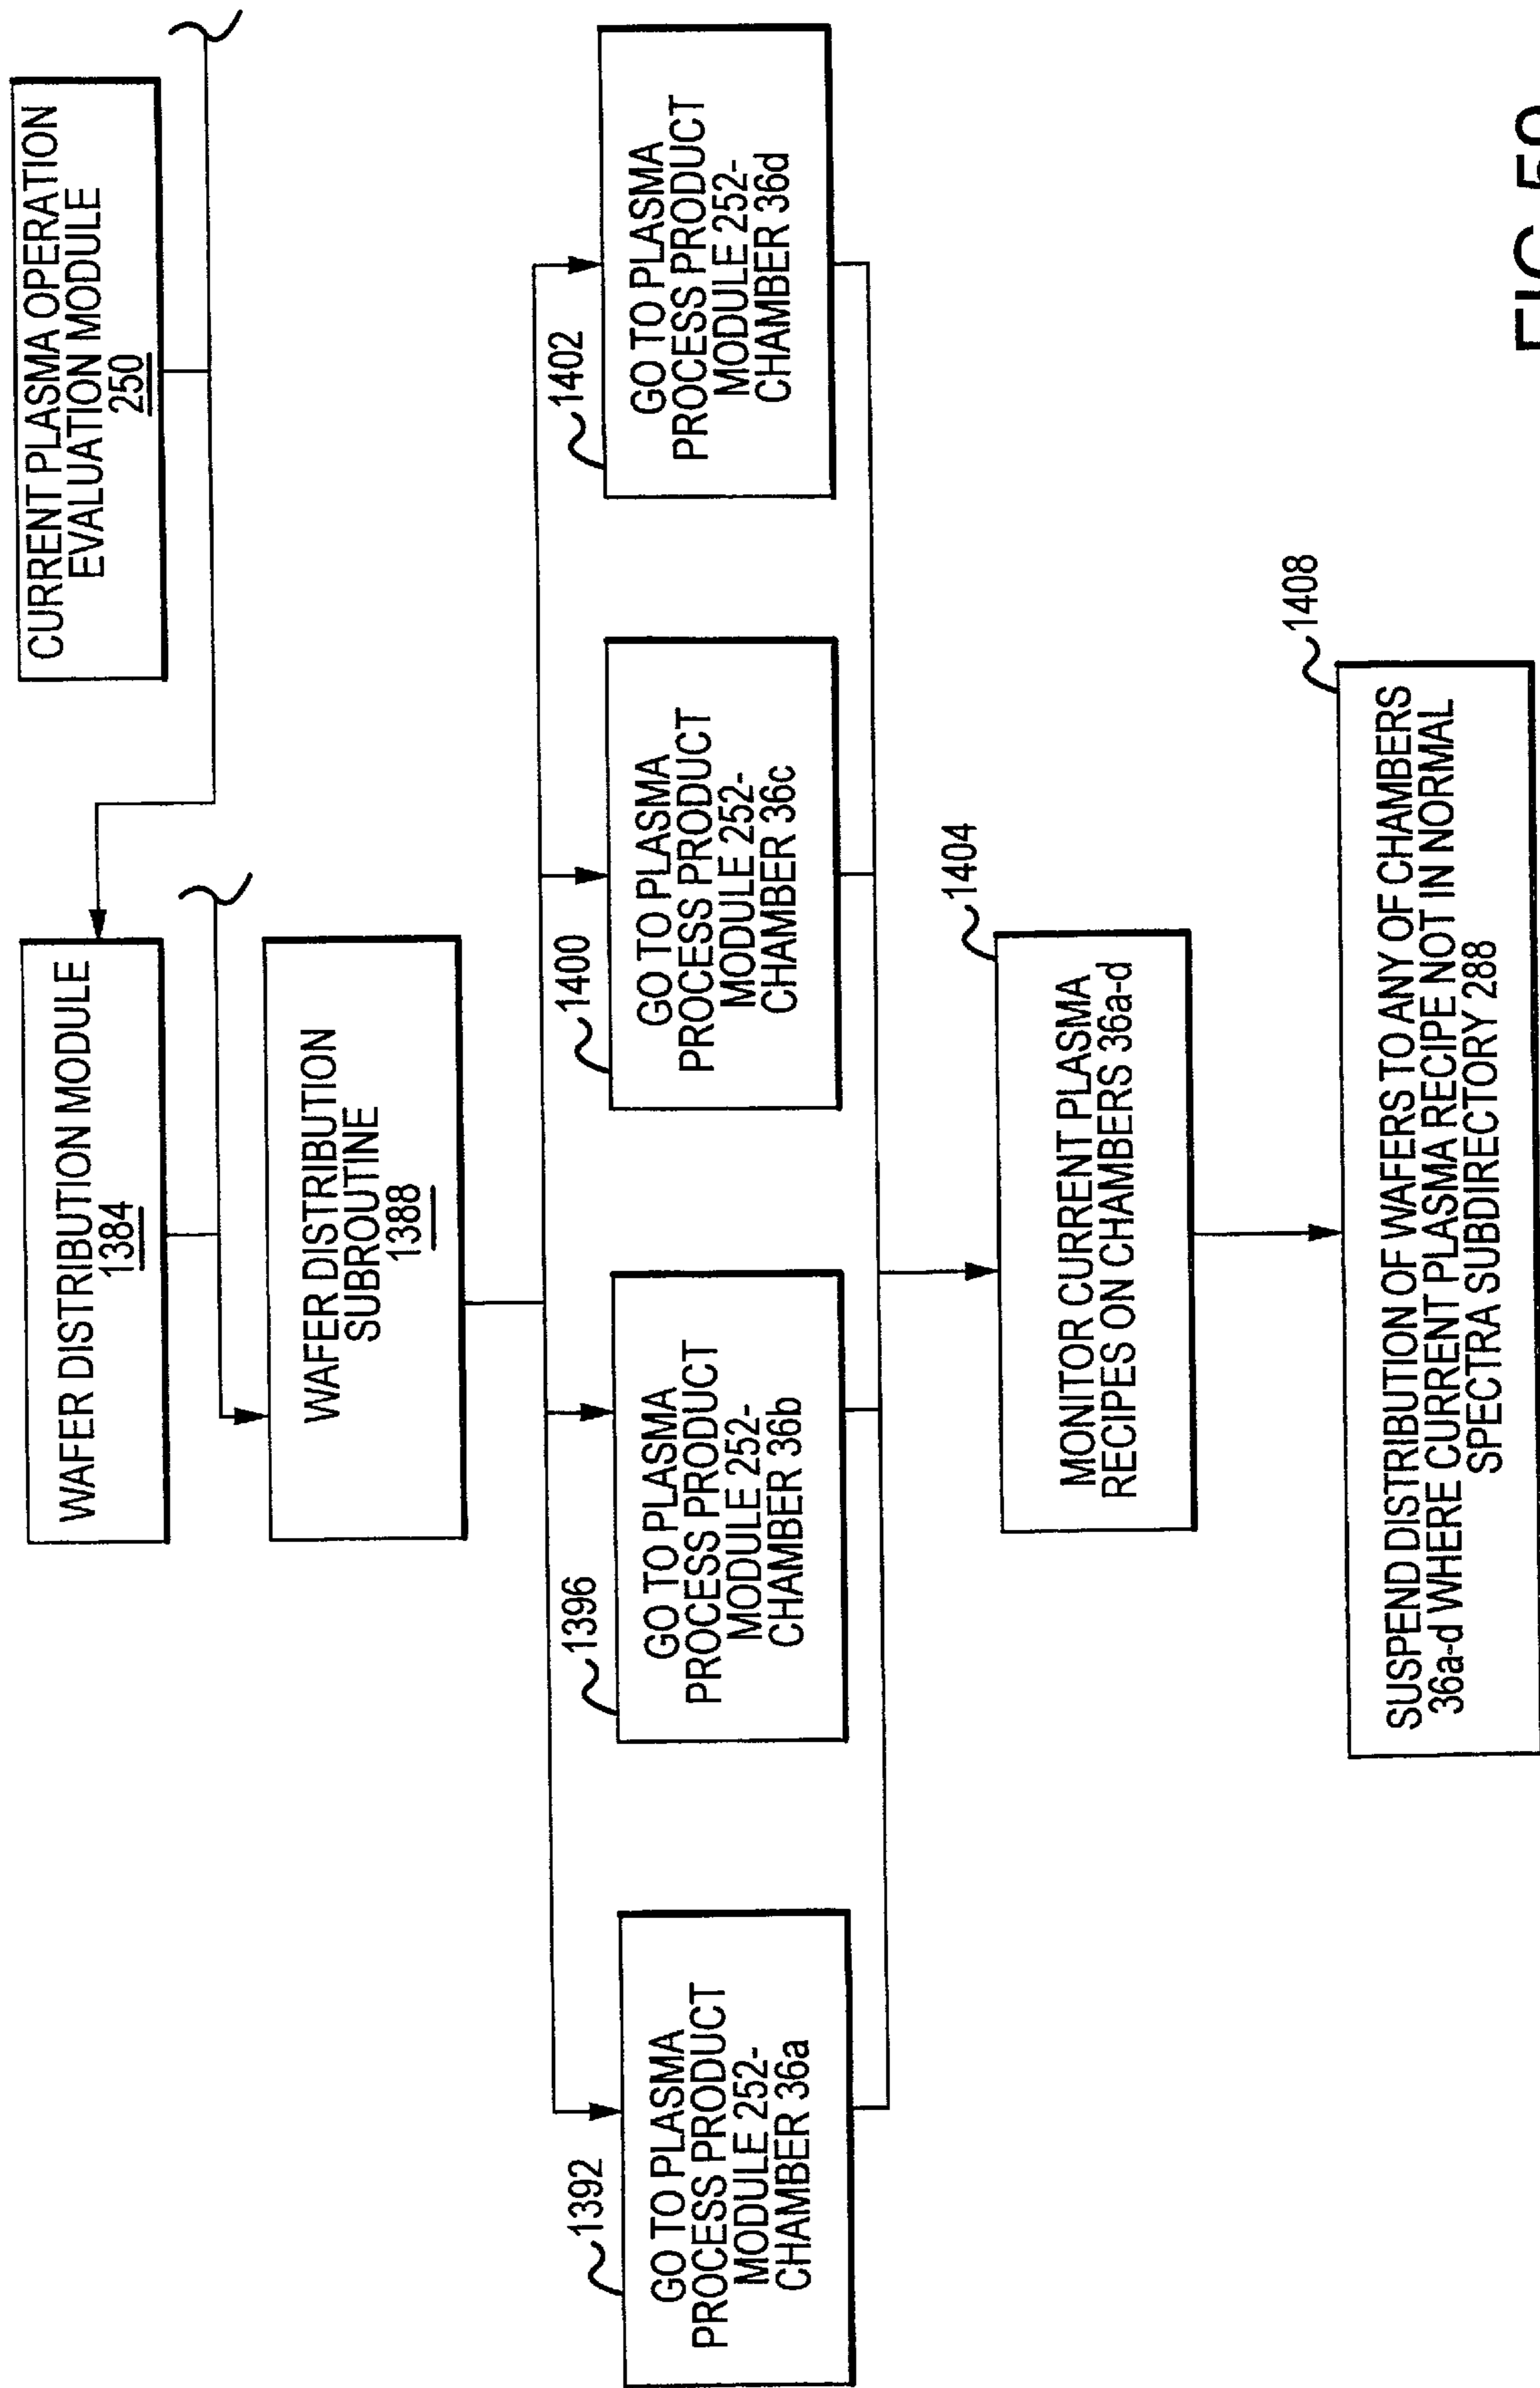 CURRENT PLASMA OPERATION
EVALUATION MODULE
250
WAFER DISTRIBUTION MODULE
1384
WAFER DISTRIBUTION
SUBROUTINE
1388
1392
GO TO PLASMA
PROCESS PRODUCT
MODULE 252-
CHAMBER 36a
1396
GO TO PLASMA
PROCESS PRODUCT
MODULE 252-
CHAMBER 36b
1400
GO TO PLASMA
PROCESS PRODUCT
MODULE 252-
CHAMBER 36c
1402
GO TO PLASMA
PROCESS PRODUCT
MODULE 252-
CHAMBER 36d
1404
MONITOR CURRENT PLASMA
RECIPES ON CHAMBERS 36a-d
1408
SUSPEND DISTRIBUTION OF WAFERS TO ANY OF CHAMBERS
36a-d WHERE CURRENT PLASMA RECIPE NOT IN NORMAL
SPECTRA SUBDIRECTORY 288